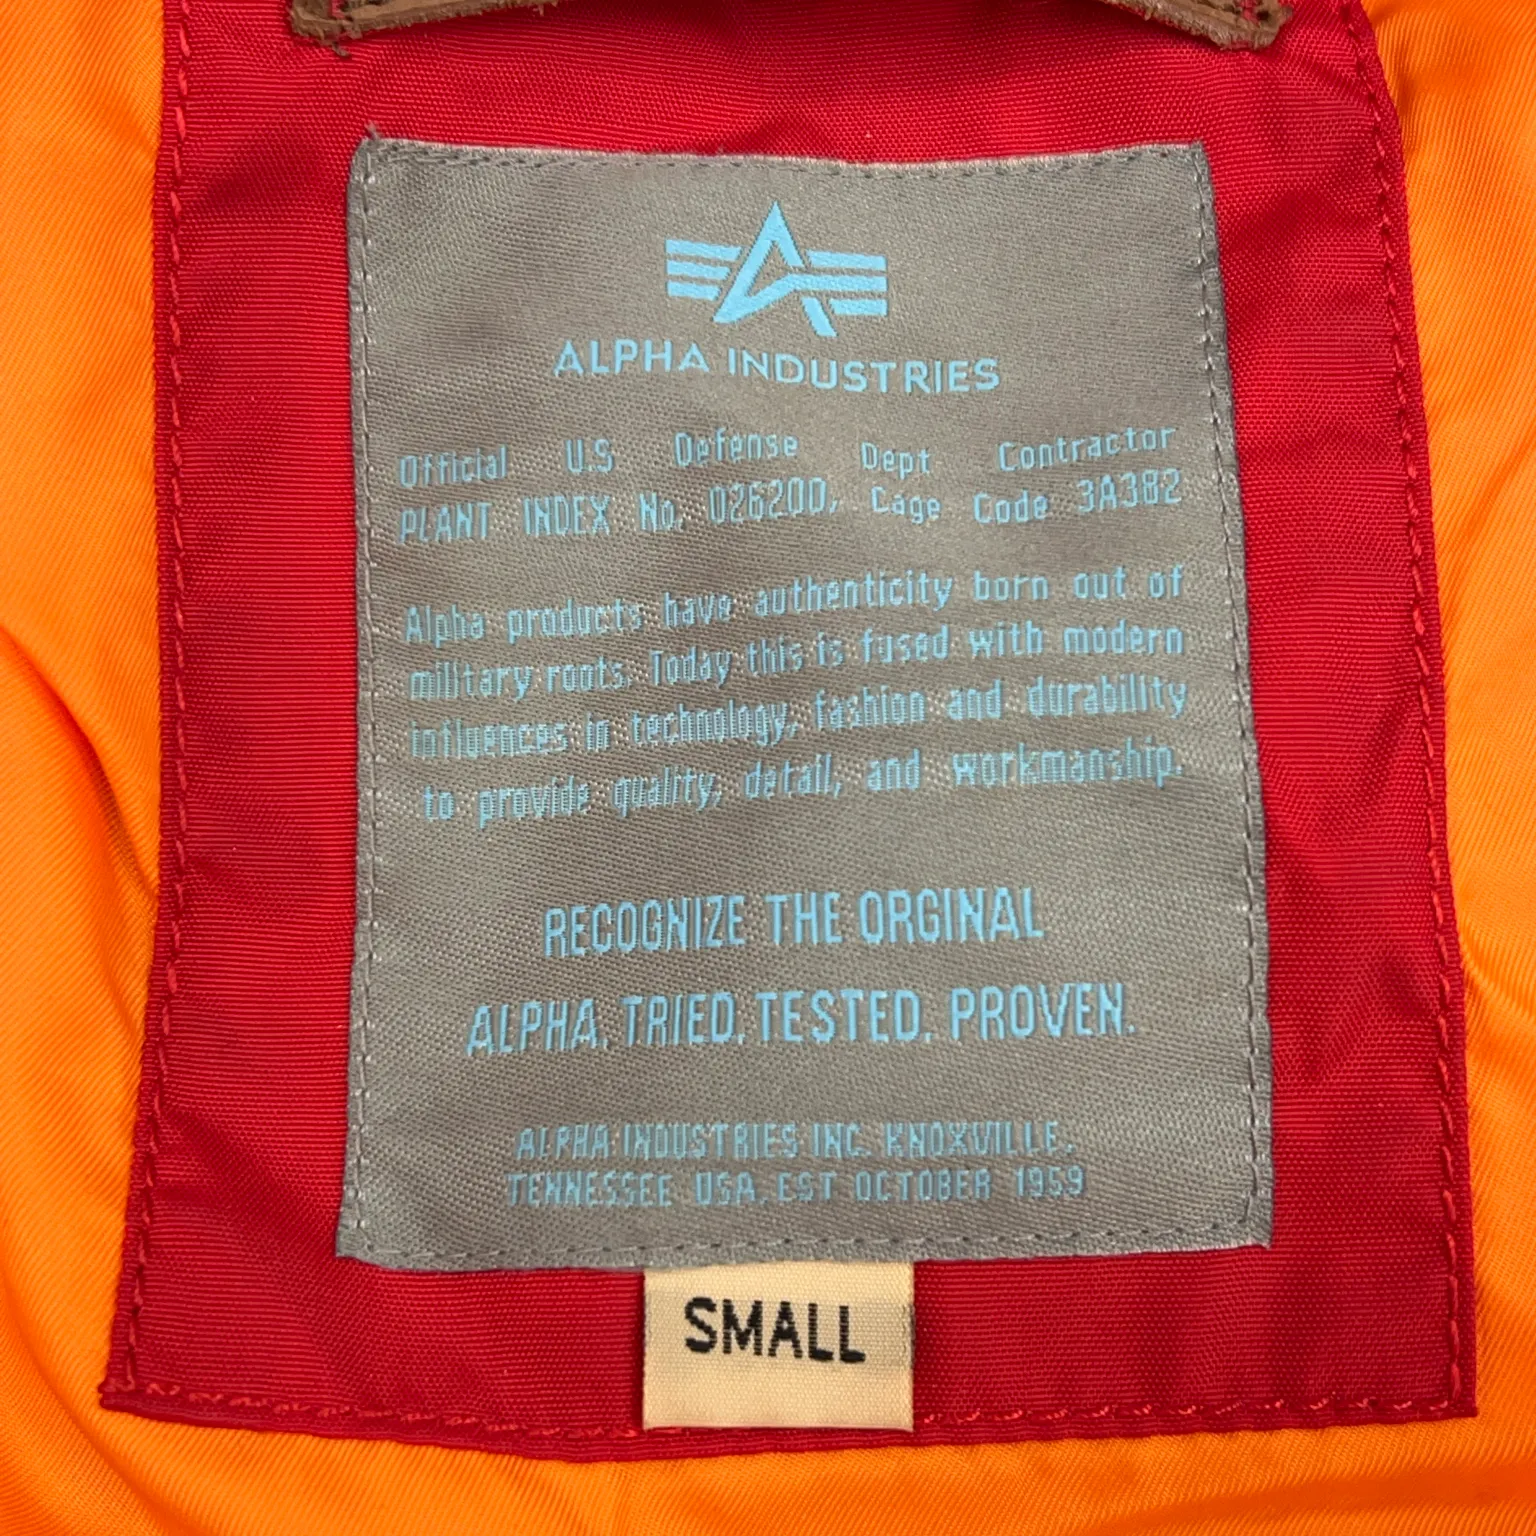 ALPHA INDUSTRIES
Official U.S Defense Dept Contractor
PLANT INDEX No. 02620D, Cage Code 3A382
Alpha products have authenticity born out of
military roots. Today this is fused with modern
influences in technology, fashion and durability
to provide quality, detail, and workmanship.
RECOGNIZE THE ORGINAL
ALPHA. TRIED. TESTED. PROVEN.
ALPHA INDUSTRIES INC. KNOXVILLE,
TENNESSEE USA, EST OCTOBER 1959
SMALL